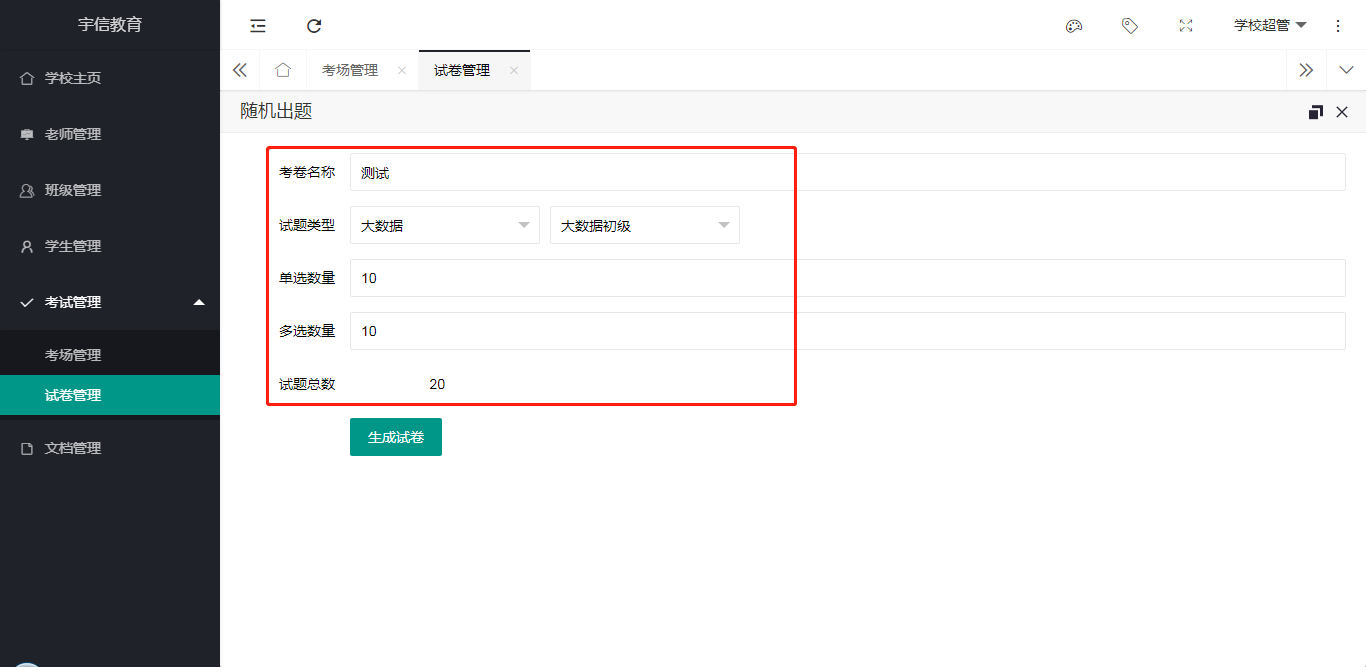 宇信教育
学校主页
老师管理
班级管理
学生管理
考试管理
考场管理
试卷管理
文档管理
学校超管
考场管理 试卷管理
随机出题
考卷名称 测试
试题类型 大数据 大数据初级
单选数量 10
多选数量 10
试题总数 20
生成试卷